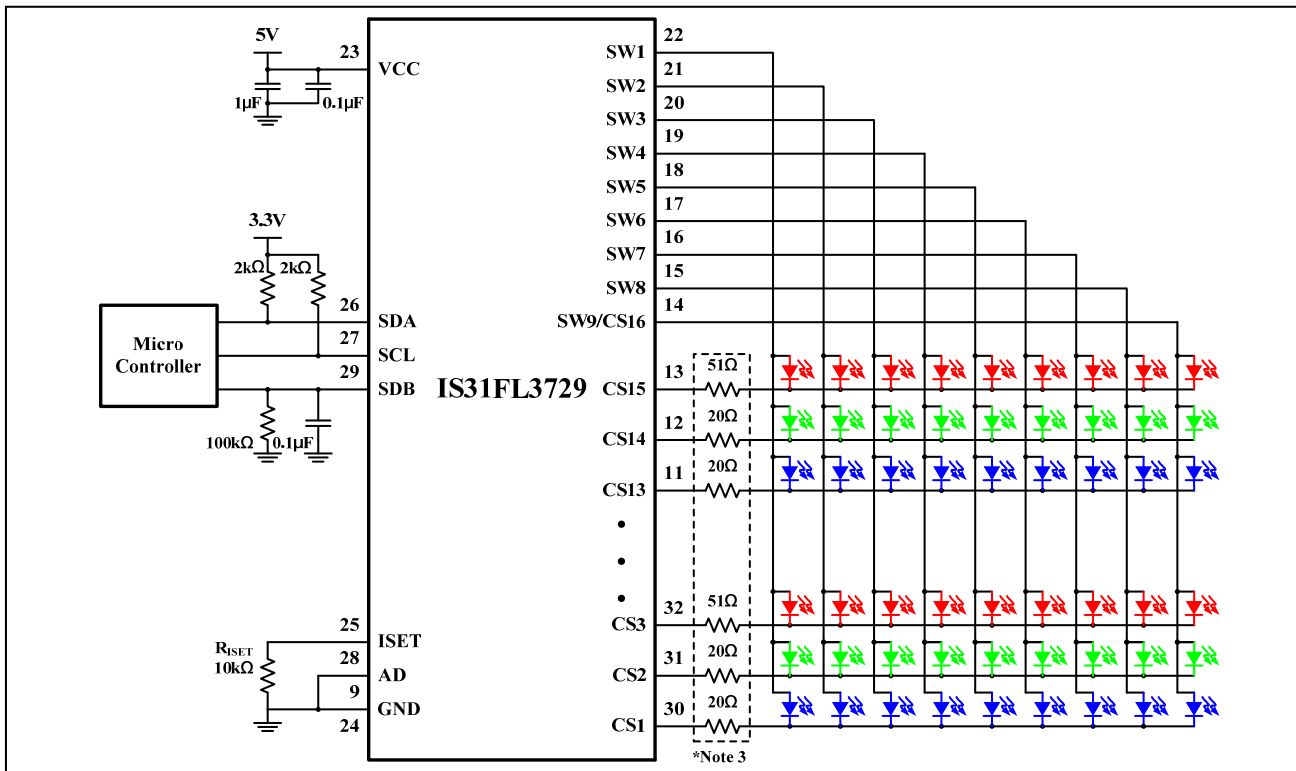 5V
23
VCC
1µF
0.1µF
3.3V
2kΩ
2kΩ
26
SDA
27
SCL
29
SDB
Micro
Controller
100kΩ
0.1µF
IS31FL3729
25
ISET
R_ISET
10kΩ
28
AD
9
GND
24
22
SW1
21
SW2
20
SW3
19
SW4
18
SW5
17
SW6
16
SW7
15
SW8
14
SW9/CS16
13
51Ω
CS15
12
20Ω
CS14
11
20Ω
CS13
32
51Ω
CS3
31
20Ω
CS2
30
20Ω
CS1
*Note 3